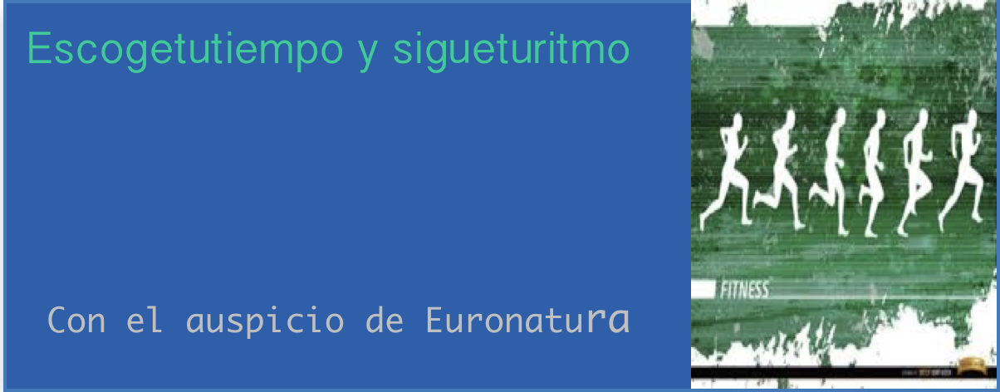 Escogetutiempo y sigueturitmo
Con el auspicio de Euronatura
FITNESS